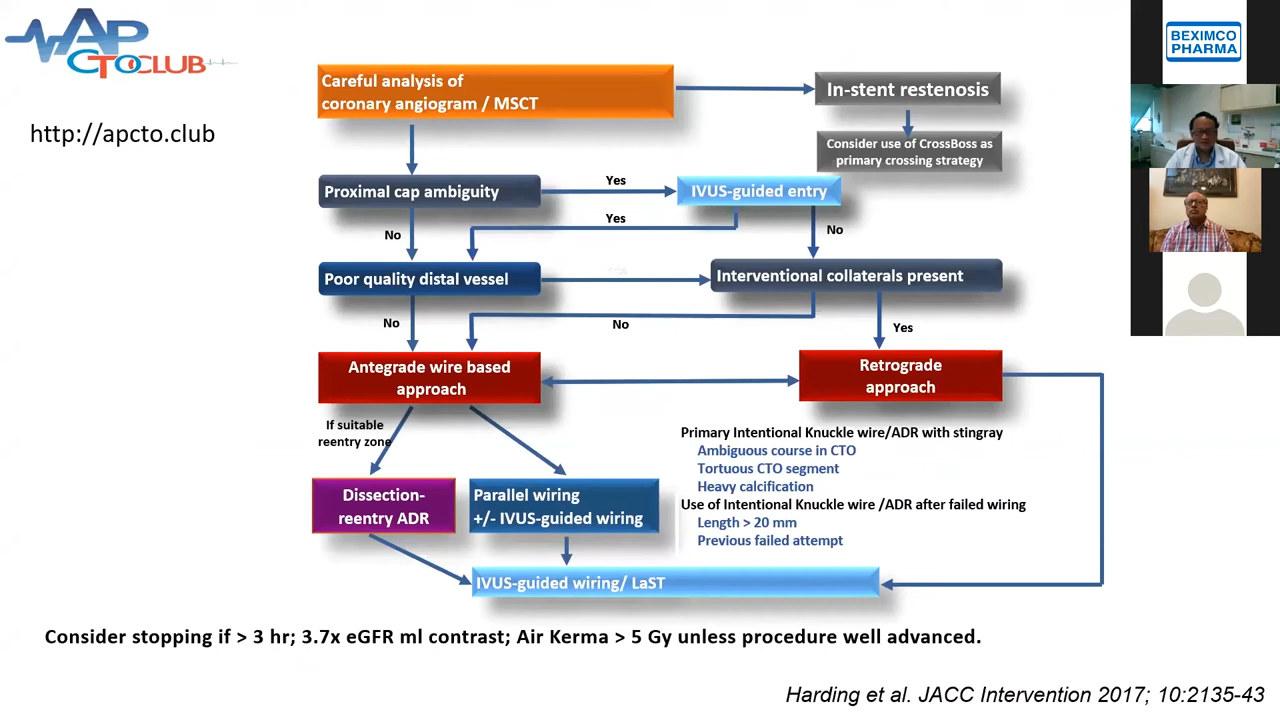 AP
CTOCLUB
http://apcto.club
BEXIMCO
PHARMA
Careful analysis of
coronary angiogram / MSCT
In-stent restenosis
Consider use of CrossBoss as
primary crossing strategy
Proximal cap ambiguity
Yes
IVUS-guided entry
Yes
No
No
Poor quality distal vessel
Interventional collaterals present
No
No
Yes
Antegrade wire based
approach
Retrograde
approach
If suitable
reentry zone
Primary Intentional Knuckle wire/ADR with stingray
Ambiguous course in CTO
Tortuous CTO segment
Heavy calcification
Use of Intentional Knuckle wire /ADR after failed wiring
Length > 20 mm
Previous failed attempt
Dissection-
reentry ADR
Parallel wiring
+/- IVUS-guided wiring
IVUS-guided wiring/ LaST
Consider stopping if > 3 hr; 3.7x eGFR ml contrast; Air Kerma > 5 Gy unless procedure well advanced.
Harding et al. JACC Intervention 2017; 10:2135-43